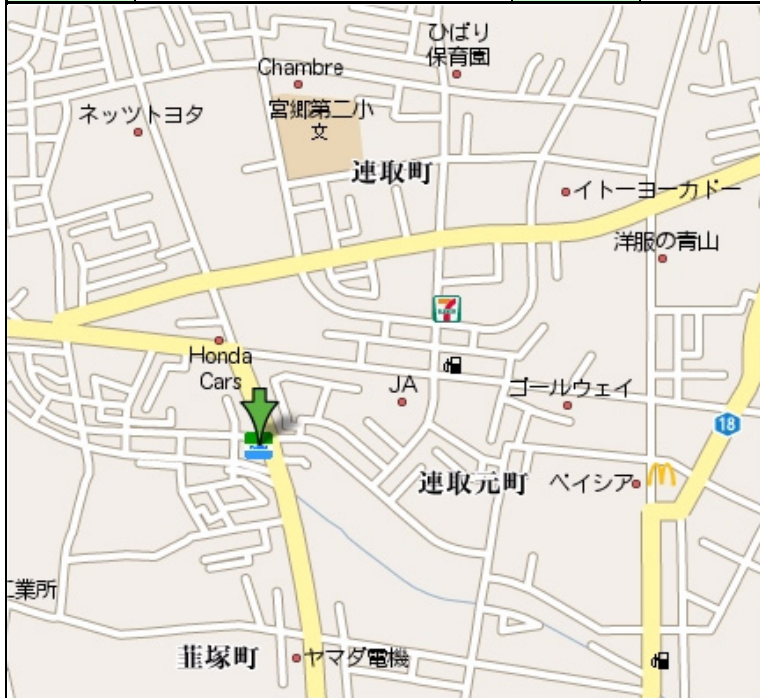 ひばり
保育園
Chambre
ネッツトヨタ
宮郷第二小
文
連取町
イトーヨーカドー
洋服の青山
Honda
Cars
JA
ゴールウェイ
18
連取元町
ベイシア
工業所
韮塚町
ヤマダ電機